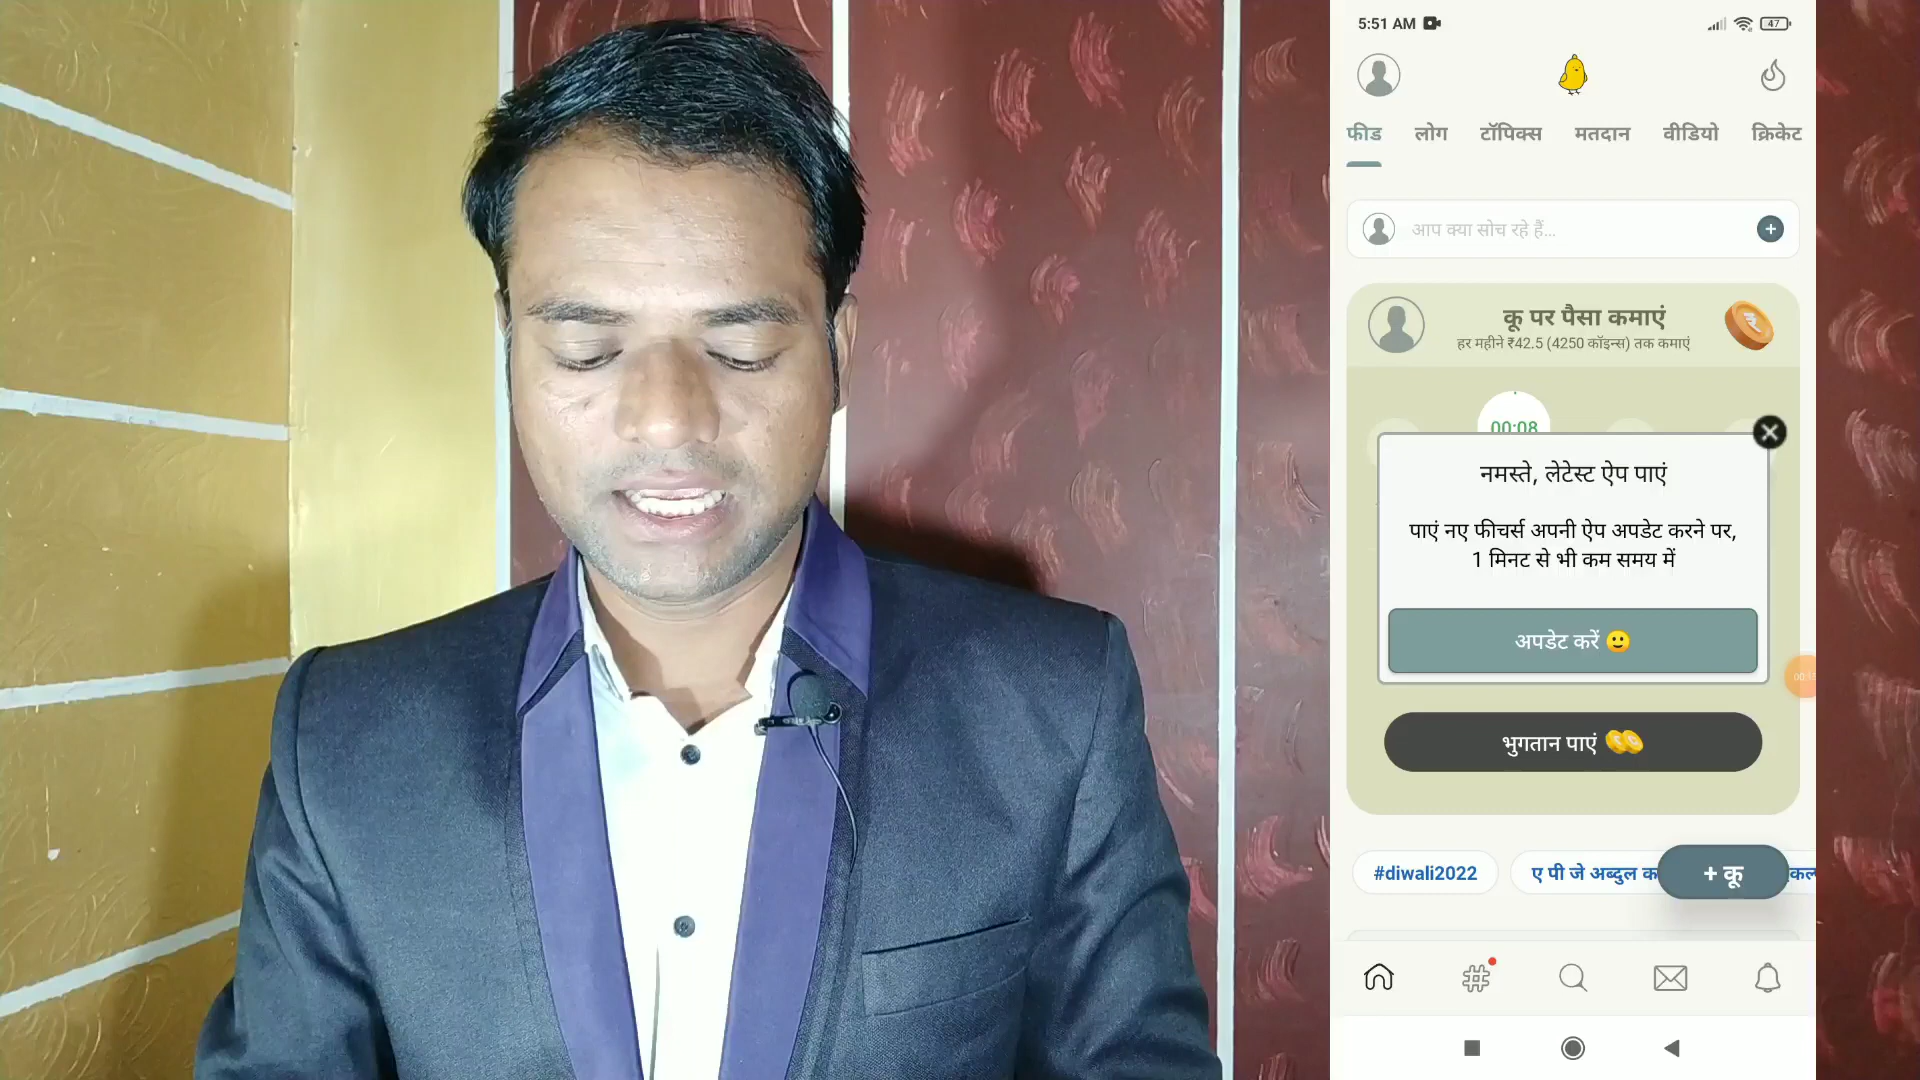 5:51 AM
47
फीड लोग टॉपिक्स मतदान वीडियो क्रिकेट
आप क्या सोच रहे हैं...
कू पर पैसा कमाएं
हर महीने ₹42.5 (4250 कॉइन्स) तक कमाएं
00:08
नमस्ते, लेटेस्ट ऐप पाएं
पाएं नए फीचर्स अपनी ऐप अपडेट करने पर,
1 मिनट से भी कम समय में
अपडेट करें 🙂
भुगतान पाएं
#diwali2022 ए पी जे अब्दुल क + कू